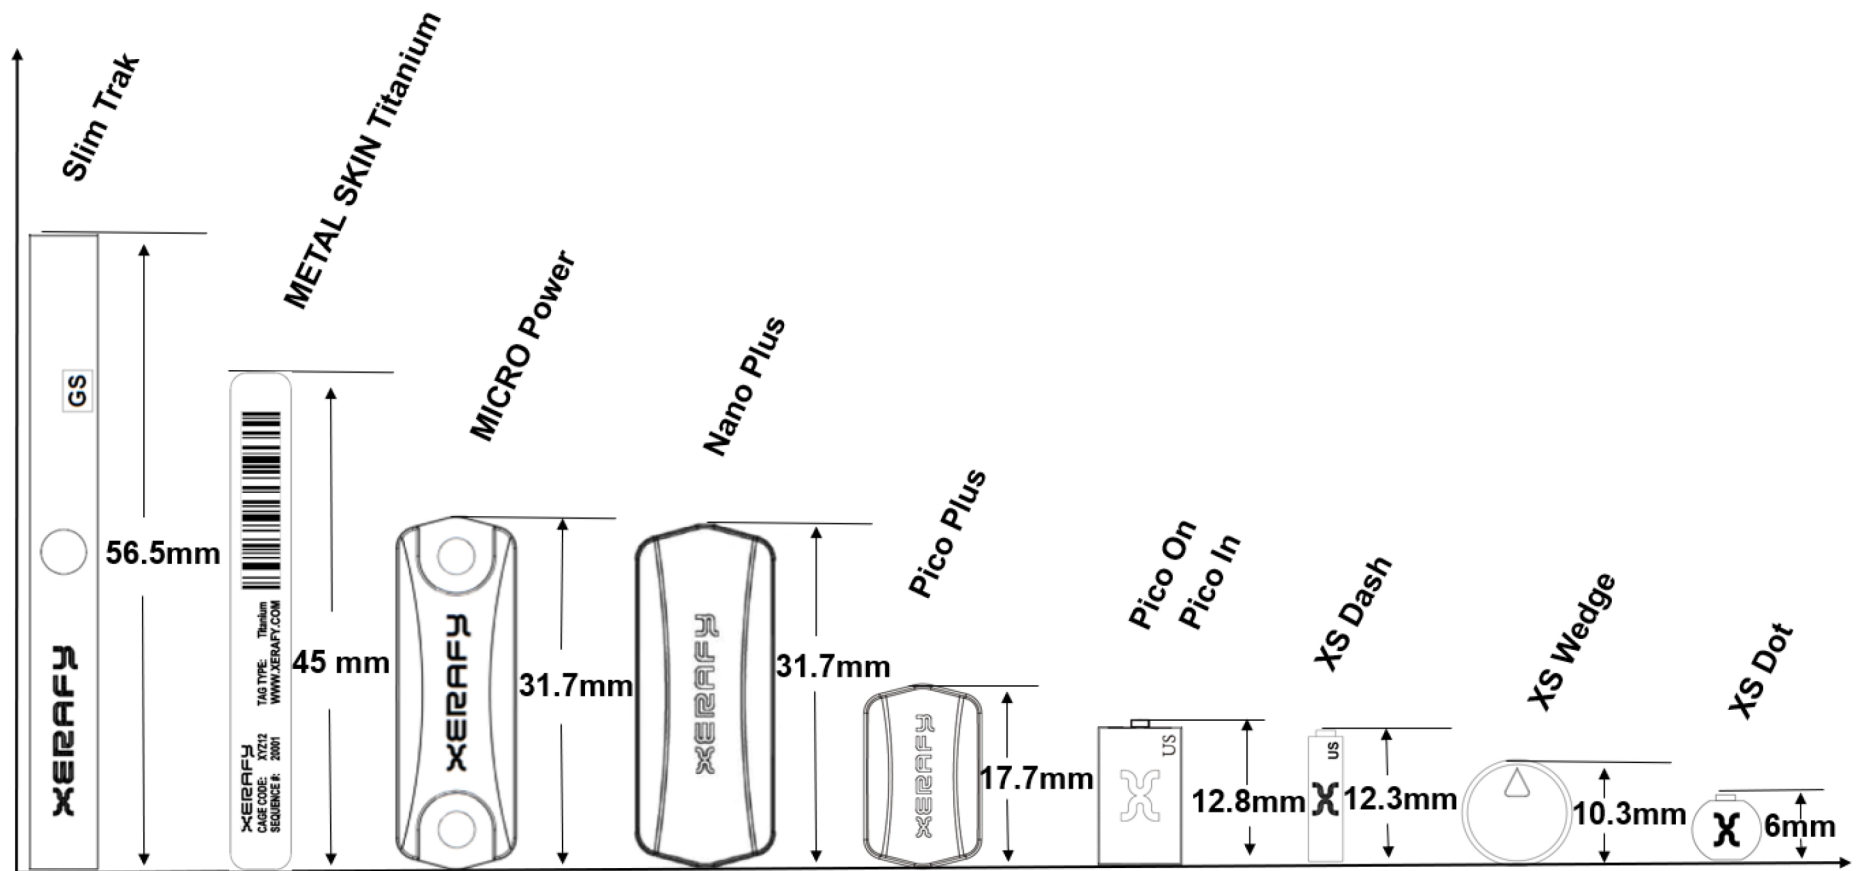 Slim Trak
METAL SKIN Titanium
MICRO Power
Nano Plus
Pico Plus
Pico On
Pico In
XS Dash
XS Wedge
XS Dot
GS
56.5mm
XERAFY
TAG TYPE: Titanium
WWW.XERAFY.COM
XERAFY
CAGE CODE: XYZ12
SEQUENCE #: 20001
45 mm
XERAFY
31.7mm
XERAFY
31.7mm
XERAFY
17.7mm
US
X
12.8mm
US
X
12.3mm
10.3mm
X
6mm